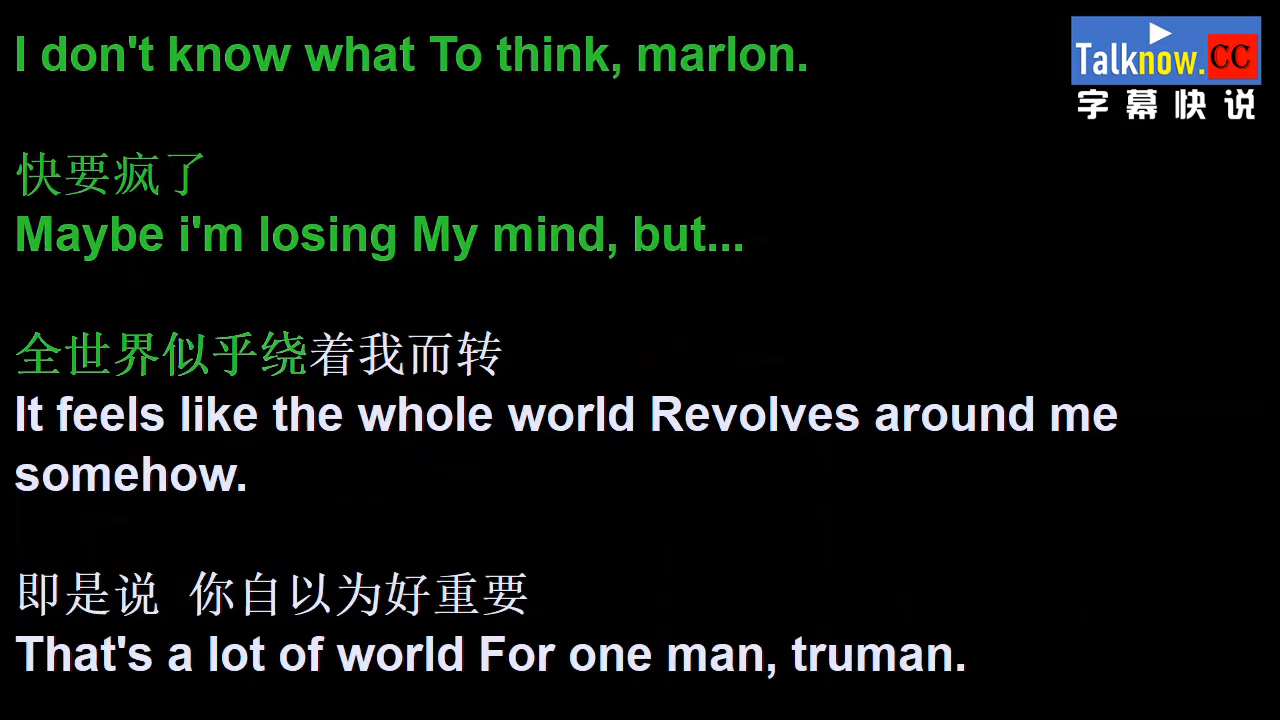 I don't know what To think, marlon.
Talknow.CC
字幕快说
快要疯了
Maybe i'm losing My mind, but...
全世界似乎绕着我而转
It feels like the whole world Revolves around me
somehow.
即是说 你自以为好重要
That's a lot of world For one man, truman.